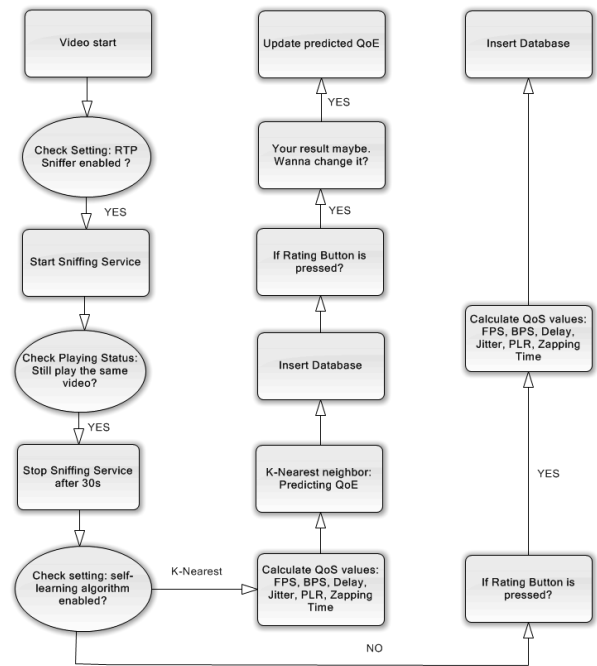 Video start
Check Setting: RTP
Sniffer enabled ?
YES
Start Sniffing Service
Check Playing Status:
Still play the same
video?
YES
Stop Sniffing Service
after 30s
Check setting: self-
learning algorithm
enabled?
K-Nearest
NO
Update predicted QoE
YES
Your result maybe.
Wanna change it?
YES
If Rating Button is
pressed?
Insert Database
K-Nearest neighbor:
Predicting QoE
Calculate QoS values:
FPS, BPS, Delay,
Jitter, PLR, Zapping
Time
Insert Database
Calculate QoS values:
FPS, BPS, Delay,
Jitter, PLR, Zapping
Time
YES
If Rating Button is
pressed?